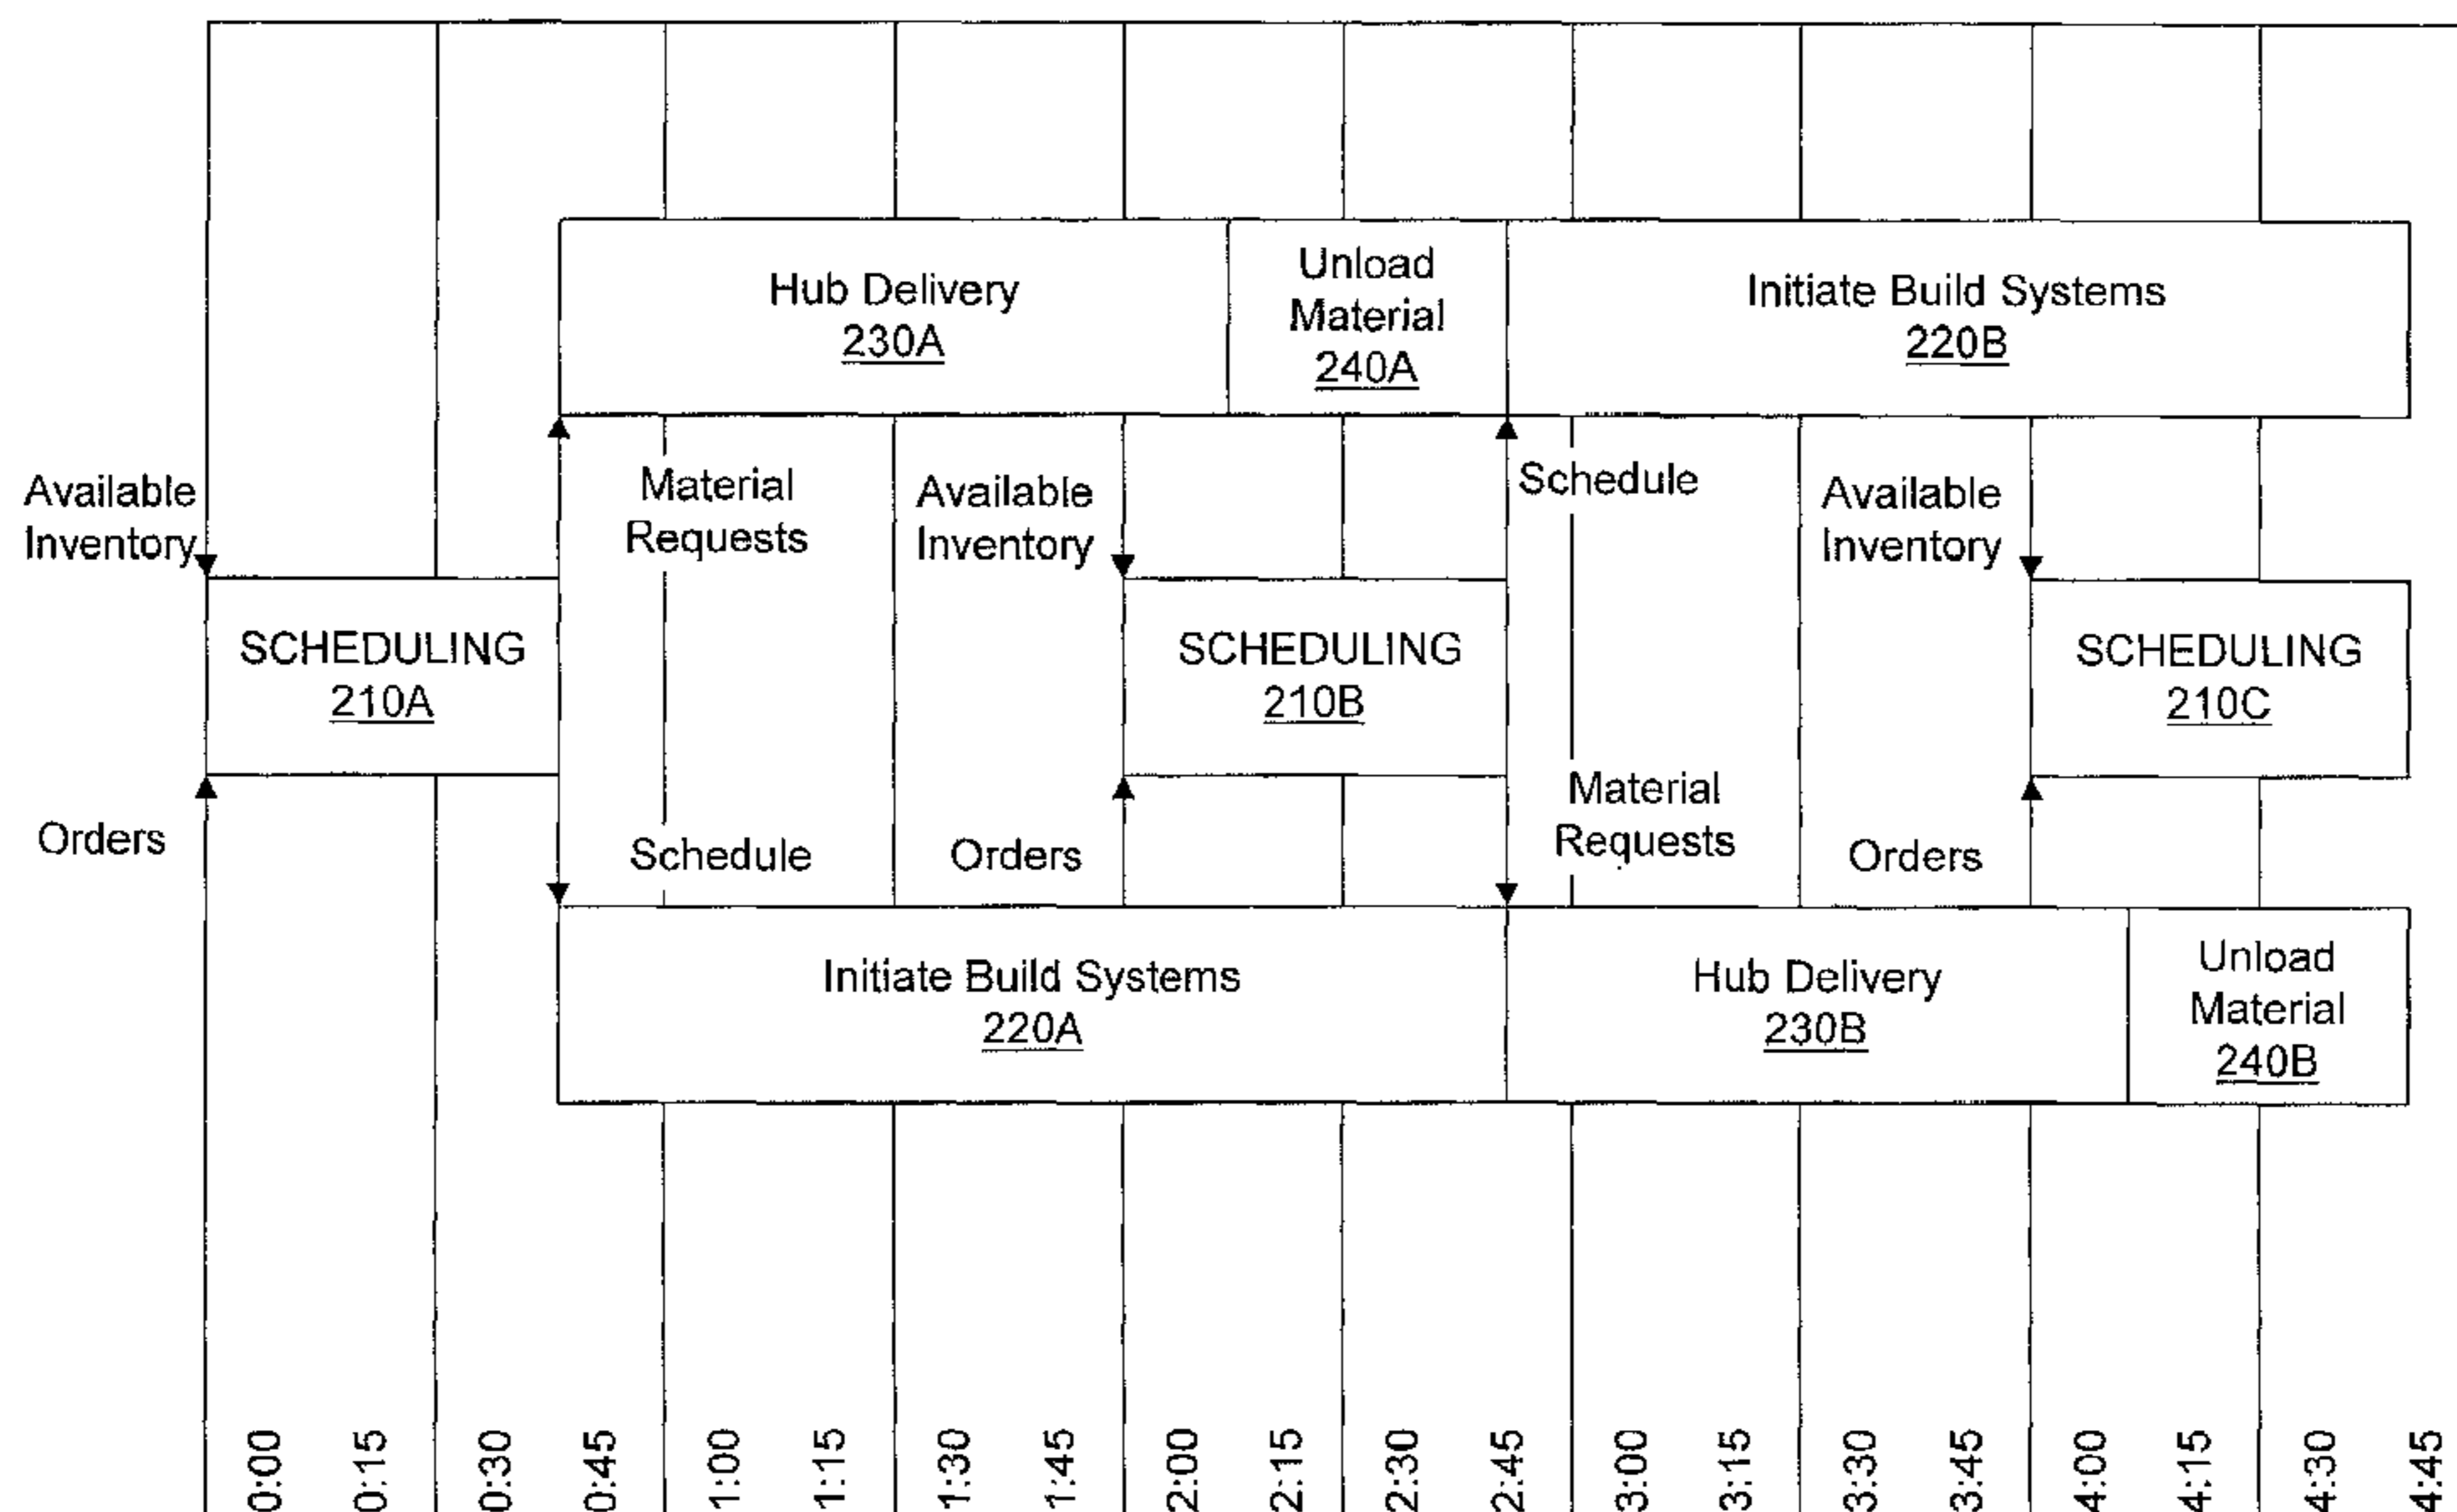 Hub Delivery
230A
Unload
Material
240A
Initiate Build Systems
220B
Available
Inventory
Material
Requests
Available
Inventory
Schedule
Available
Inventory
SCHEDULING
210A
SCHEDULING
210B
SCHEDULING
210C
Orders
Schedule
Orders
Material
Requests
Orders
Initiate Build Systems
220A
Hub Delivery
230B
Unload
Material
240B
0:00
0:15
0:30
0:45
1:00
1:15
1:30
1:45
2:00
2:15
2:30
2:45
3:00
3:15
3:30
3:45
4:00
4:15
4:30
4:45